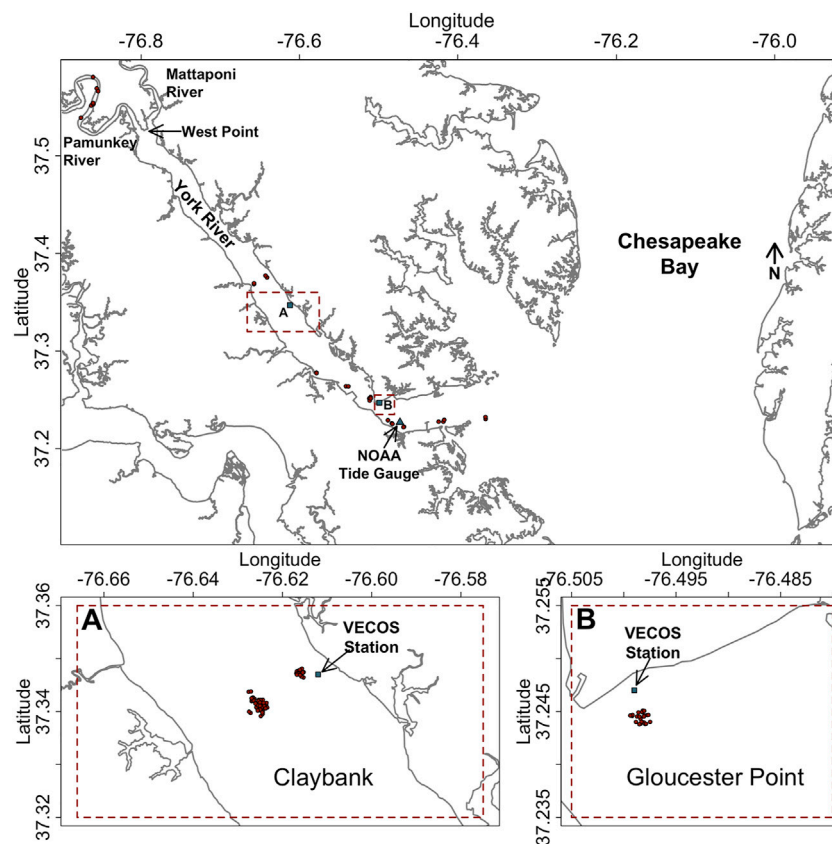 Longitude
-76.8 -76.6 -76.4 -76.2 -76.0
Latitude
37.5
37.4
37.3
37.2
Mattaponi
River
West Point
Pamunkey
River
York River
Chesapeake
Bay
N
A
B
NOAA
Tide Gauge
Longitude
-76.66 -76.64 -76.62 -76.60 -76.58
Latitude
37.36
37.34
37.32
A
VECOS
Station
Claybank
Longitude
-76.505 -76.495 -76.485
Latitude
37.255
37.245
37.235
B
VECOS
Station
Gloucester Point